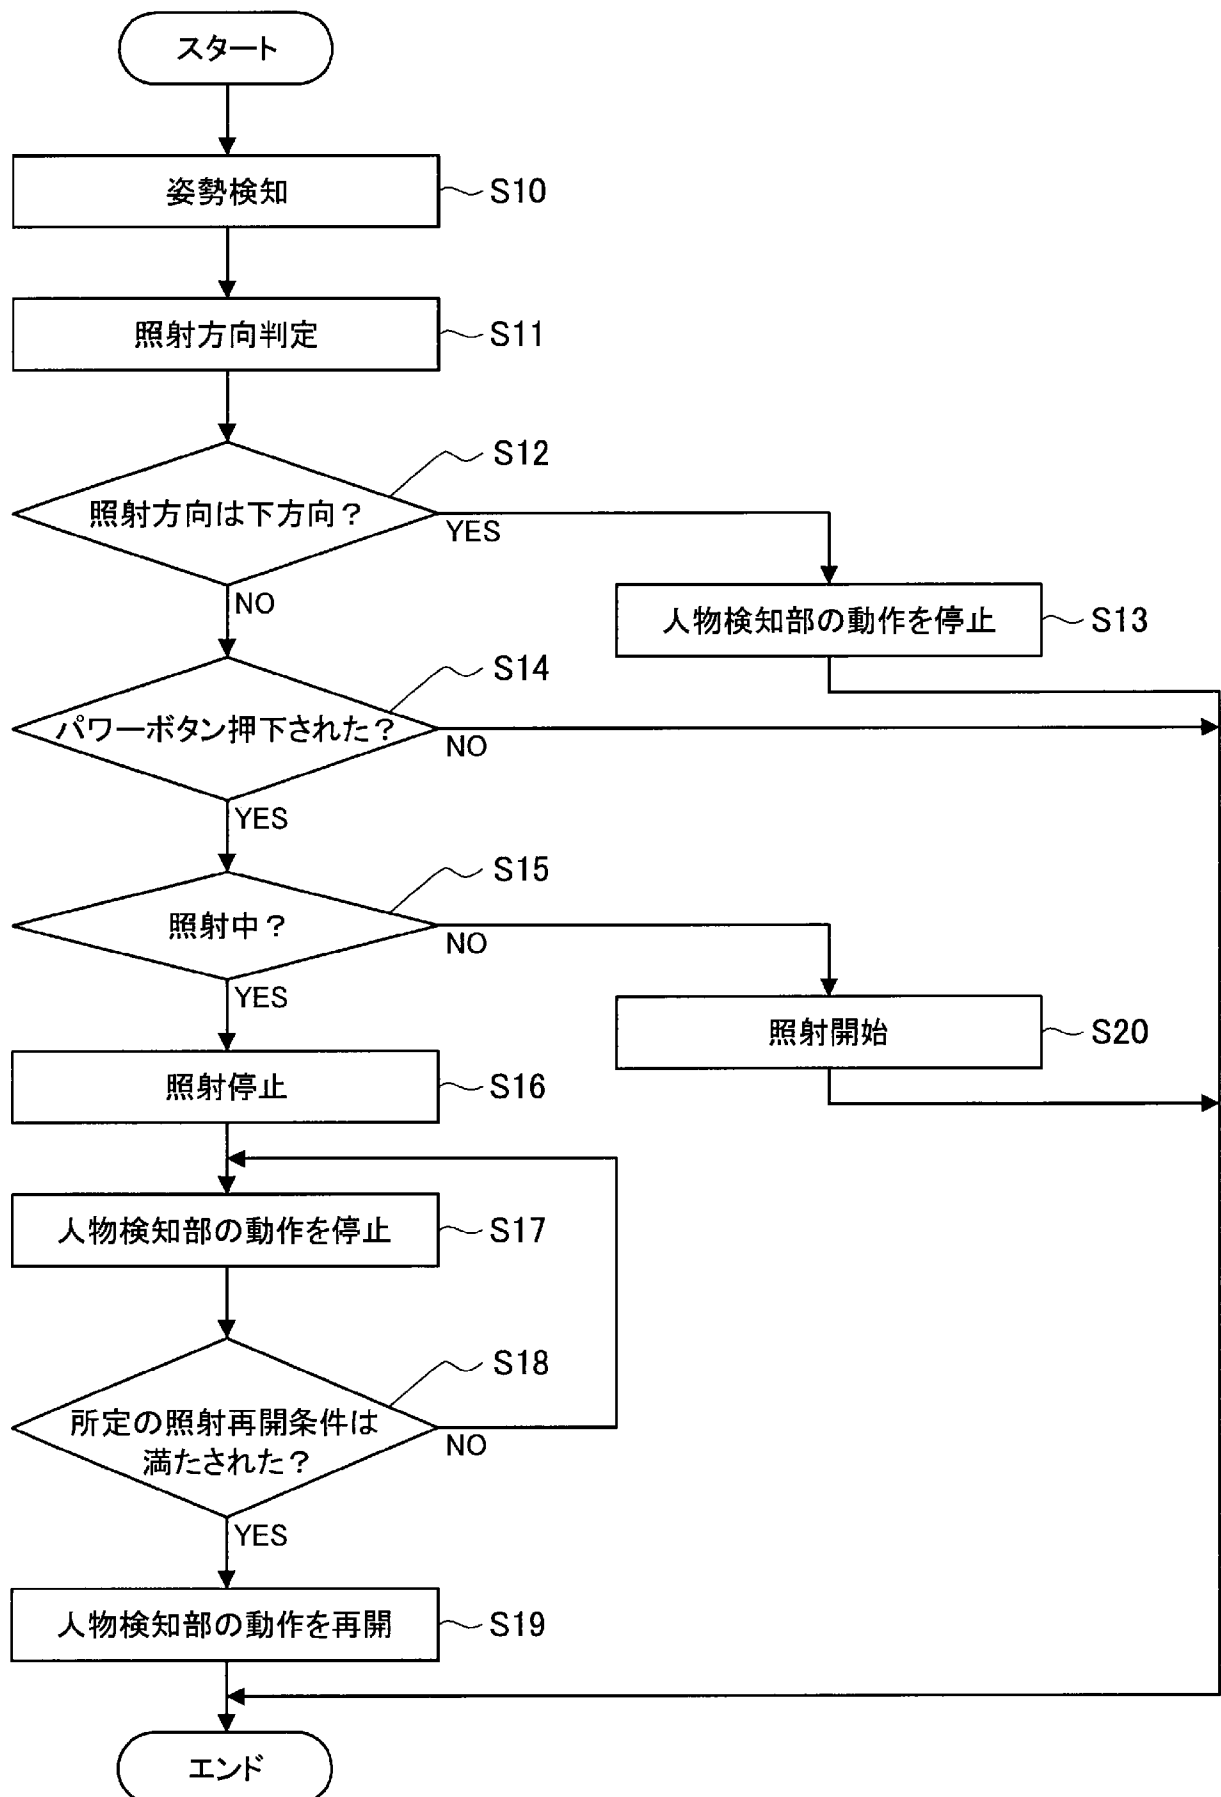 スタート
姿勢検知
S10
照射方向判定
S11
S12
照射方向は下方向？
YES
NO
人物検知部の動作を停止
S13
S14
パワーボタン押下された？
NO
YES
S15
照射中？
NO
YES
照射開始
S20
照射停止
S16
人物検知部の動作を停止
S17
S18
所定の照射再開条件は
満たされた？
NO
YES
人物検知部の動作を再開
S19
エンド